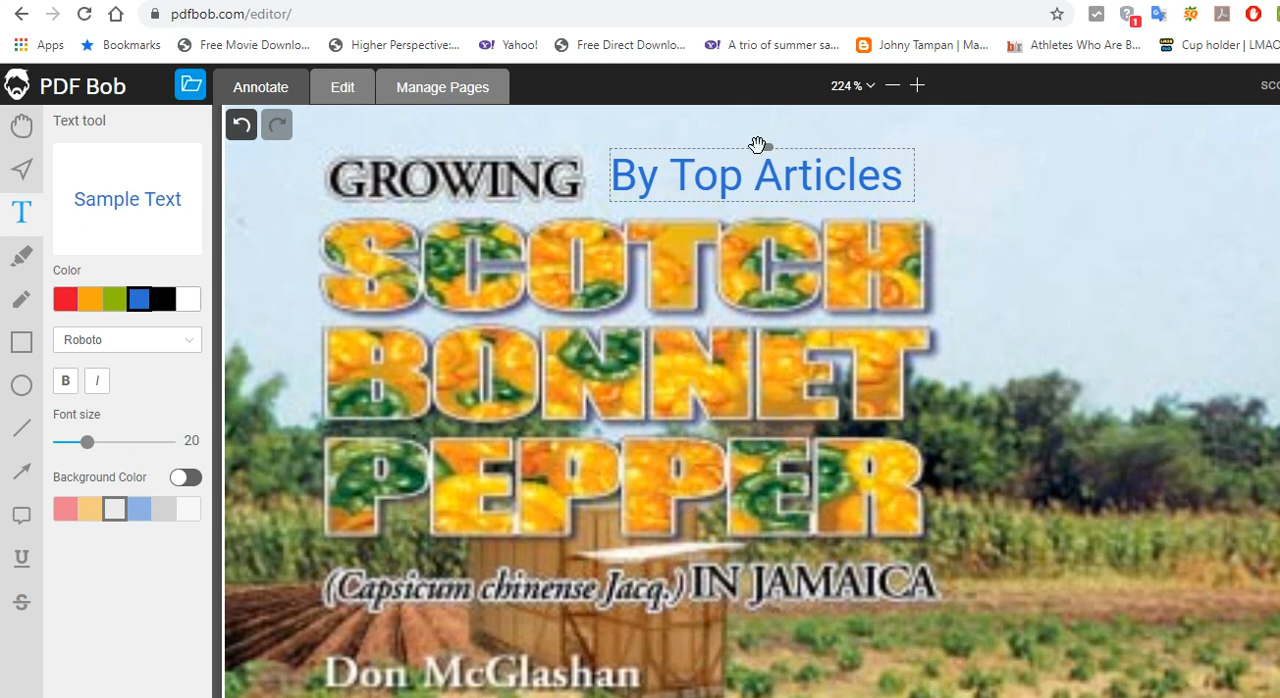 pdfbob.com/editor/
1
Apps
Bookmarks
Free Movie Downlo...
Higher Perspective:...
Yahoo!
Free Direct Downlo...
A trio of summer sa...
Johny Tampan | Ma...
Athletes Who Are B...
Cup holder | LMAO
PDF Bob
Annotate
Edit
Manage Pages
224 %
SCO
Text tool
Sample Text
Color
Roboto
B
I
Font size
20
Background Color
T
U
S
GROWING
By Top Articles
SCOTCH
BONNET
PEPPER
(Capsicum chinense Jacq.) IN JAMAICA
Don McGlashan